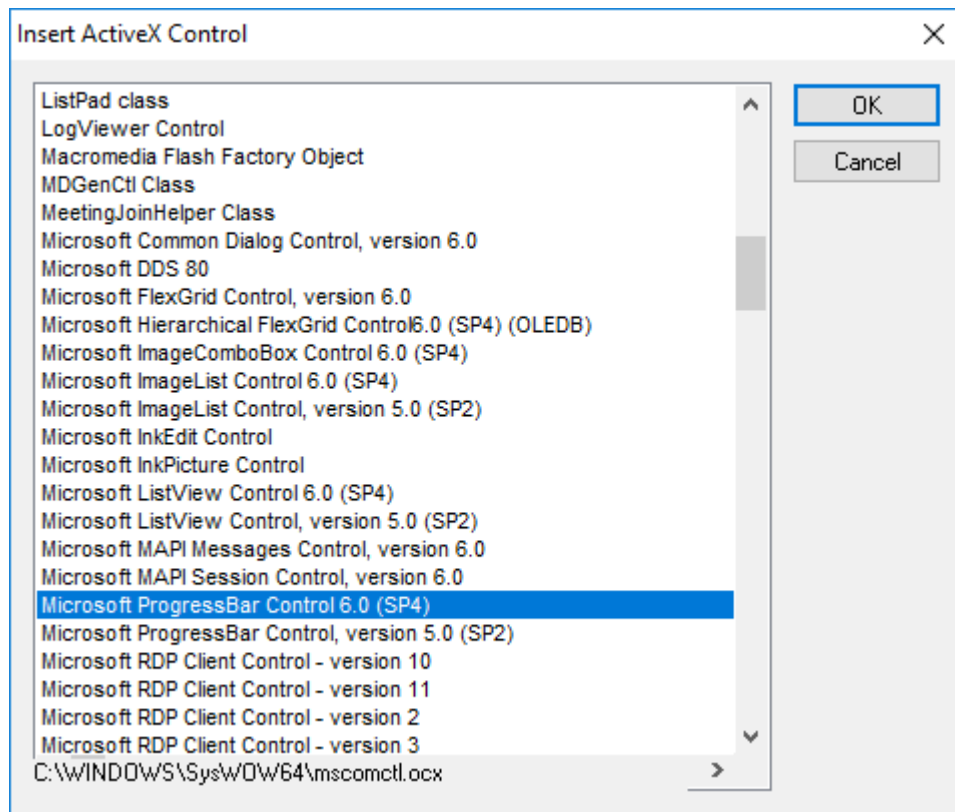 Insert ActiveX Control
ListPad class
LogViewer Control
Macromedia Flash Factory Object
MDGenCtl Class
MeetingJoinHelper Class
Microsoft Common Dialog Control, version 6.0
Microsoft DDS 80
Microsoft FlexGrid Control, version 6.0
Microsoft Hierarchical FlexGrid Control6.0 (SP4) (OLEDB)
Microsoft ImageComboBox Control 6.0 (SP4)
Microsoft ImageList Control 6.0 (SP4)
Microsoft ImageList Control, version 5.0 (SP2)
Microsoft InkEdit Control
Microsoft InkPicture Control
Microsoft ListView Control 6.0 (SP4)
Microsoft ListView Control, version 5.0 (SP2)
Microsoft MAPI Messages Control, version 6.0
Microsoft MAPI Session Control, version 6.0
Microsoft ProgressBar Control 6.0 (SP4)
Microsoft ProgressBar Control, version 5.0 (SP2)
Microsoft RDP Client Control - version 10
Microsoft RDP Client Control - version 11
Microsoft RDP Client Control - version 2
Microsoft RDP Client Control - version 3
C:\WINDOWS\SysWOW64\mscomctl.ocx
OK
Cancel